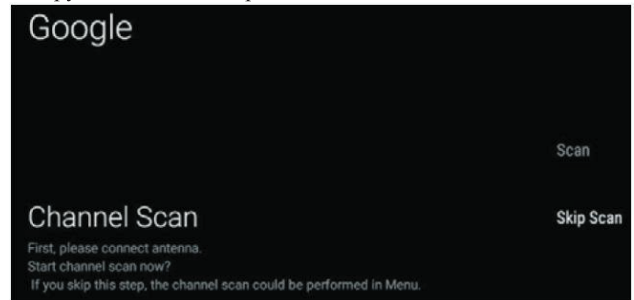 Google
Scan
Channel Scan
Skip Scan
First, please connect antenna.
Start channel scan now?
If you skip this step, the channel scan could be performed in Menu.